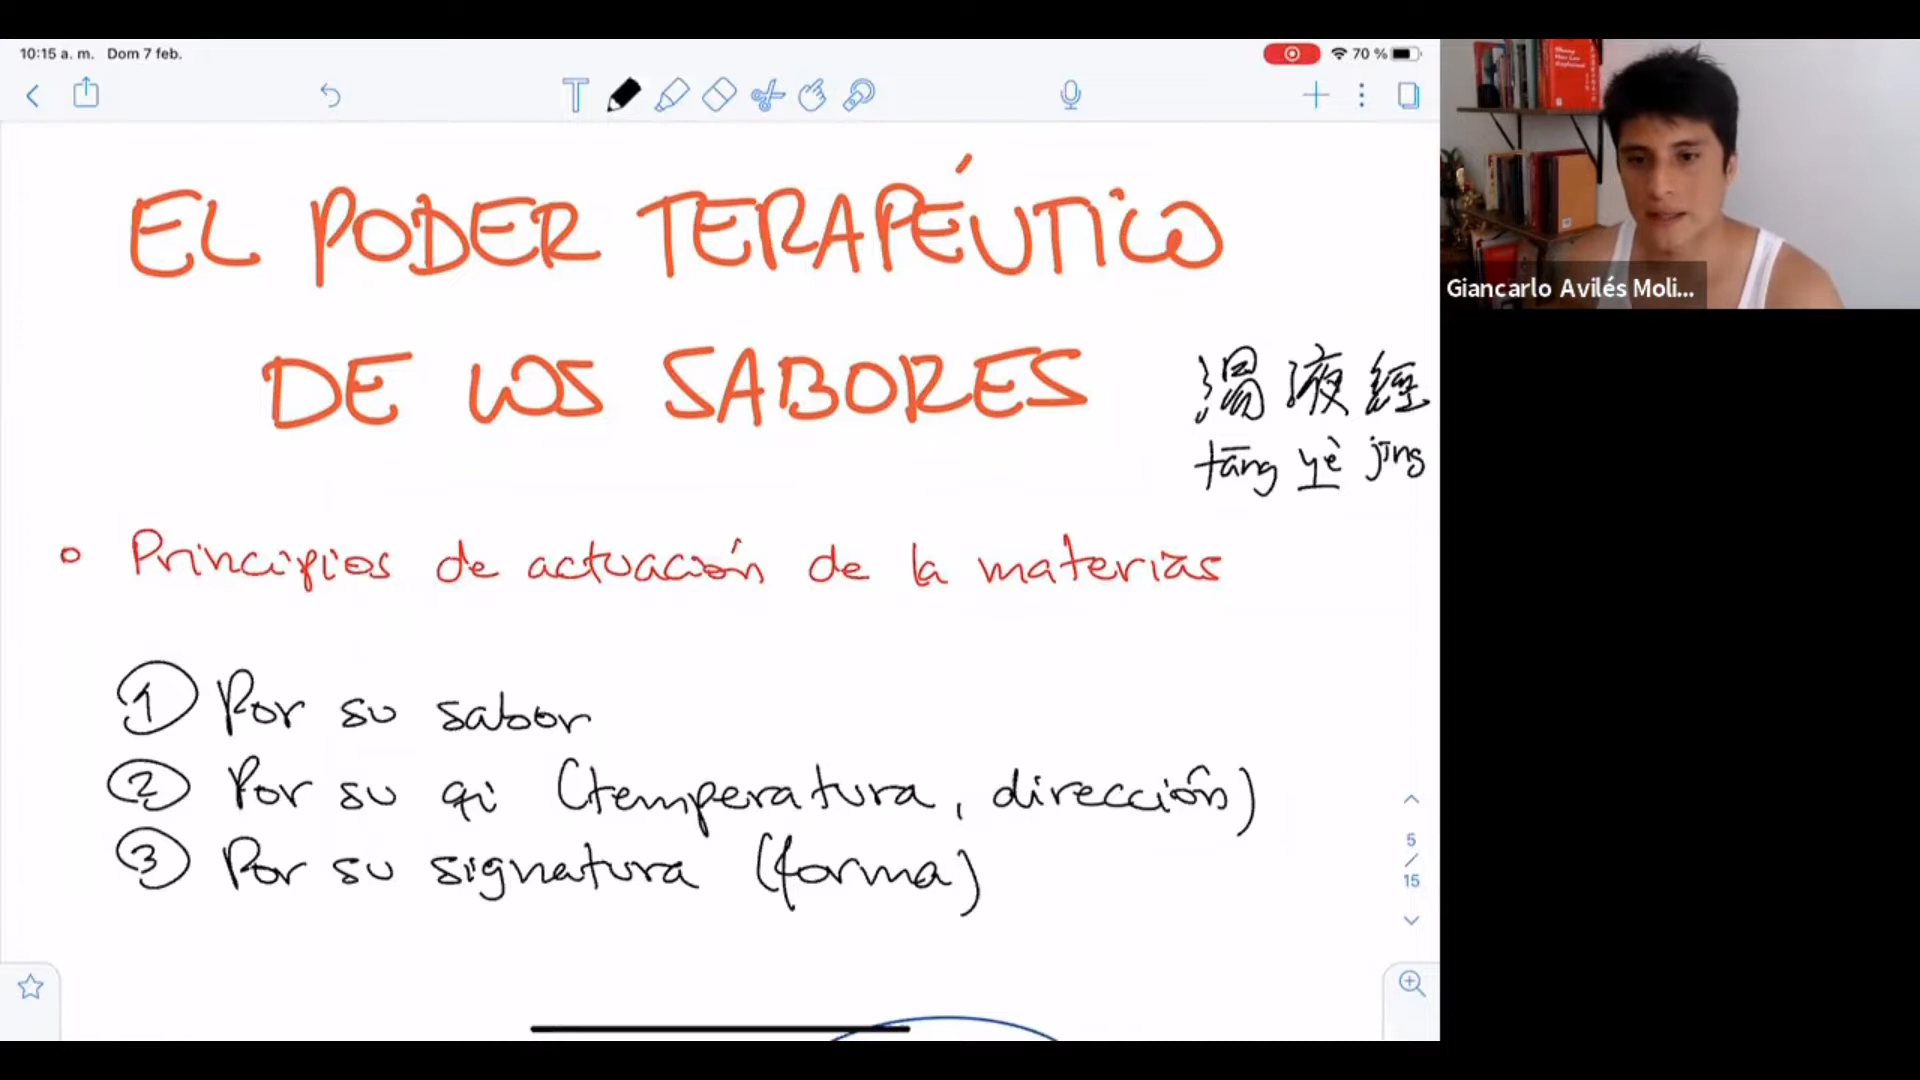 10:15 a. m. Dom 7 feb.
70 %
EL PODER TERAPÉUTICO
DE LOS SABORES
湯液經
tāng yè jīng
Principios de actuación de la materias
1 Por su sabor
2 Por su qi (temperatura, dirección)
3 Por su signatura (forma)
5
/
15
Giancarlo Avilés Moli...